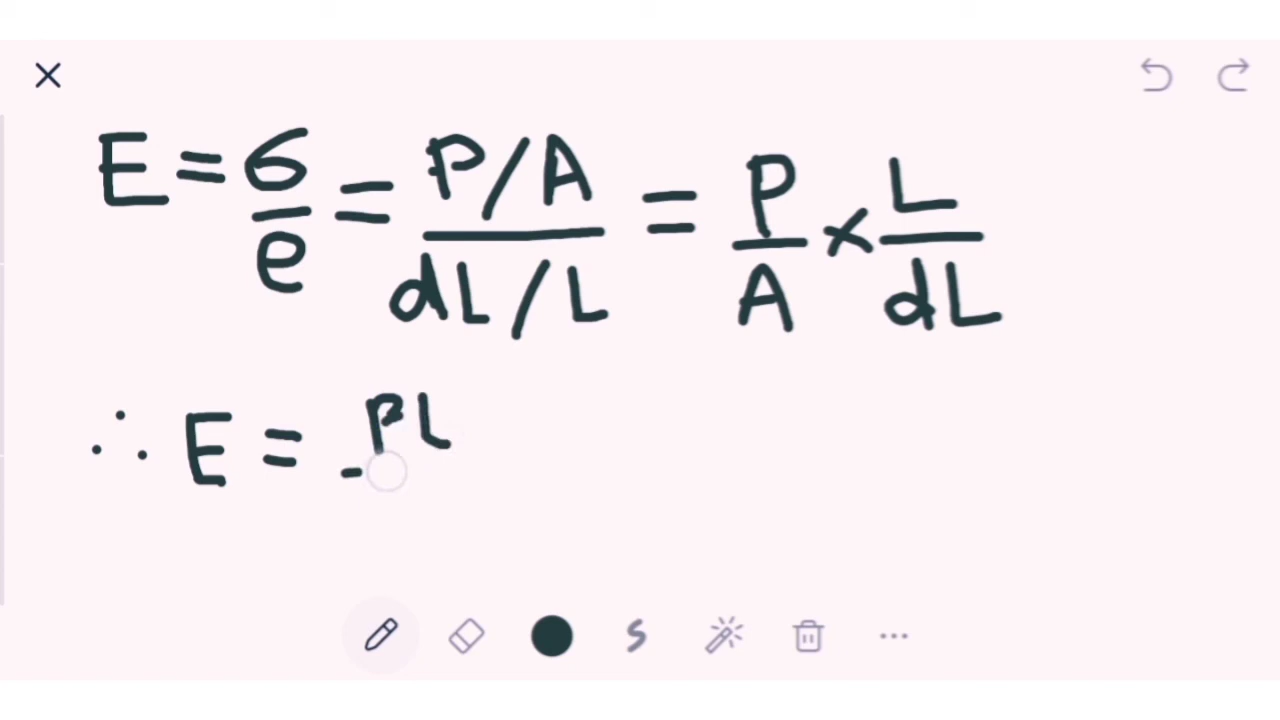 E = σ/e = (P/A)/(dL/L) = P/A × L/dL
∴ E = PL